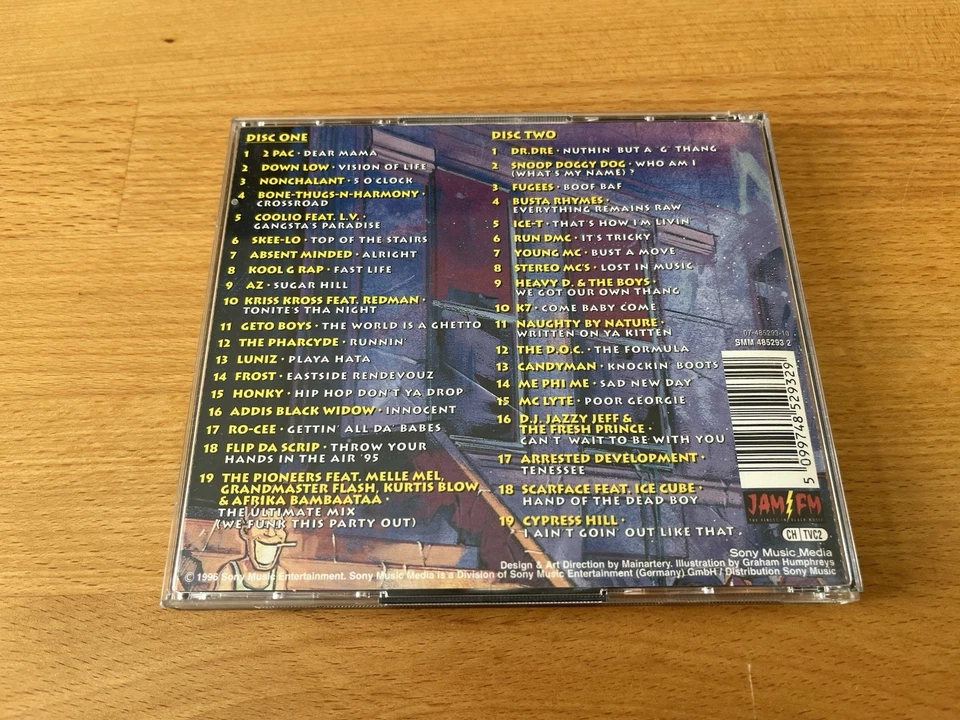 DISC ONE
1 2 PAC · DEAR MAMA
2 DOWN LOW · VISION OF LIFE
3 NONCHALANT · 5 O'CLOCK
4 BONE-THUGS-N-HARMONY ·
CROSSROAD
5 COOLIO FEAT. L.V. ·
GANGSTA'S PARADISE
6 SKEE-LO · TOP OF THE STAIRS
7 ABSENT MINDED · ALRIGHT
8 KOOL G RAP · FAST LIFE
9 AZ · SUGAR HILL
10 KRISS KROSS FEAT. REDMAN ·
TONITE'S THA NIGHT
11 GETO BOYS · THE WORLD IS A GHETTO
12 THE PHARCYDE · RUNNIN'
13 LUNIZ · PLAYA HATA
14 FROST · EASTSIDE RENDEVOUZ
15 HONKY · HIP HOP DON'T YA DROP
16 ADDIS BLACK WIDOW · INNOCENT
17 RO-CEE · GETTIN' ALL DA' BABES
18 FLIP DA SCRIP · THROW YOUR
HANDS IN THE AIR '95
19 THE PIONEERS FEAT. MELLE MEL,
GRANDMASTER FLASH, KURTIS BLOW,
& AFRIKA BAMBAATAA ·
THE ULTIMATE MIX
(WE FUNK THIS PARTY OUT)
DISC TWO
1 DR.DRE · NUTHIN' BUT A 'G' THANG
2 SNOOP DOGGY DOG · WHO AM I
(WHAT'S MY NAME) ?
3 FUGEES · BOOF BAF
4 BUSTA RHYMES ·
EVERYTHING REMAINS RAW
5 ICE-T · THAT'S HOW I'M LIVIN'
6 RUN DMC · IT'S TRICKY
7 YOUNG MC · BUST A MOVE
8 STEREO MC'S · LOST IN MUSIC
9 HEAVY D. & THE BOYS ·
WE GOT OUR OWN THANG
10 K7 · COME BABY COME
11 NAUGHTY BY NATURE ·
WRITTEN ON YA KITTEN
12 THE D.O.C. · THE FORMULA
13 CANDYMAN · KNOCKIN' BOOTS
14 ME PHI ME · SAD NEW DAY
15 MC LYTE · POOR GEORGIE
16 D.J. JAZZY JEFF &
THE FRESH PRINCE ·
CAN'T WAIT TO BE WITH YOU
17 ARRESTED DEVELOPMENT ·
TENESSEE
18 SCARFACE FEAT. ICE CUBE ·
HAND OF THE DEAD BOY
19 CYPRESS HILL ·
I AIN'T GOIN' OUT LIKE THAT .
07-485293-10
SMM 485293 2
5 099748 529329
JAM FM
THE FINEST IN BLACK MUSIC
CH TVC2
Sony Music Media
Design & Art Direction by Mainartery. Illustration by Graham Humphreys
© 1996 Sony Music Entertainment. Sony Music Media is a Division of Sony Music Entertainment (Germany) GmbH / Distribution Sony Music